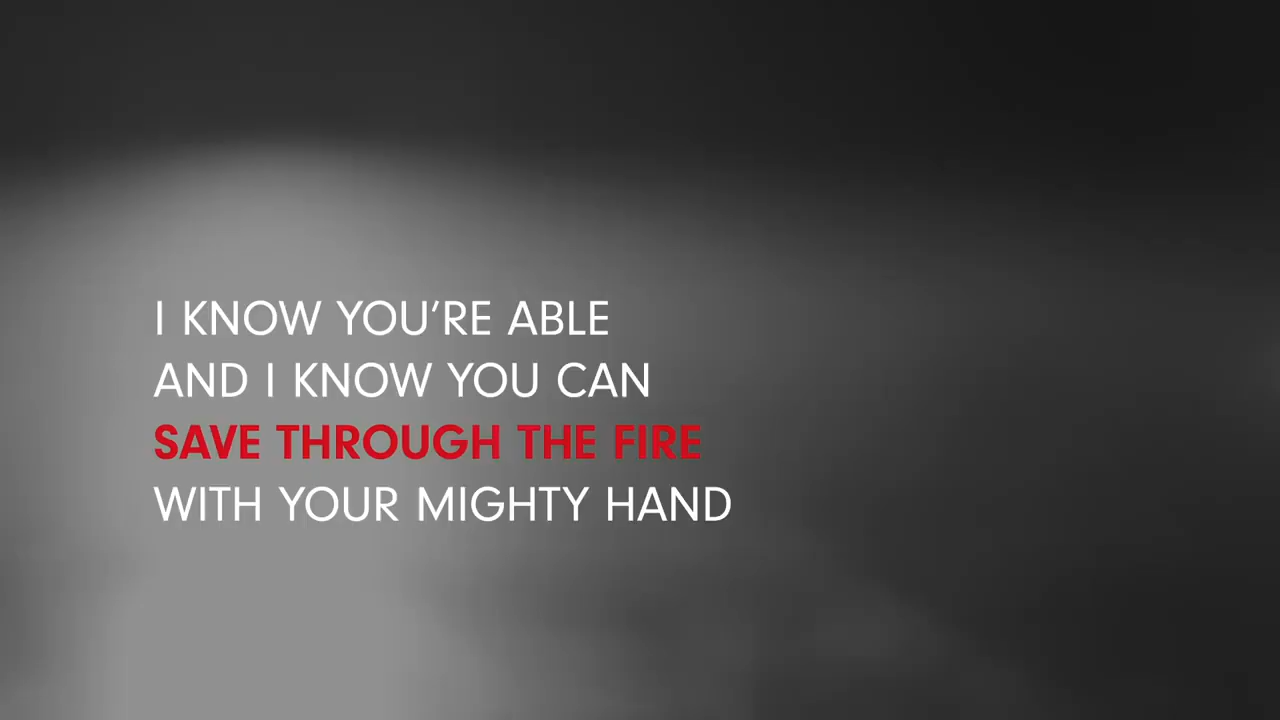 I KNOW YOU’RE ABLE
AND I KNOW YOU CAN
SAVE THROUGH THE FIRE
WITH YOUR MIGHTY HAND